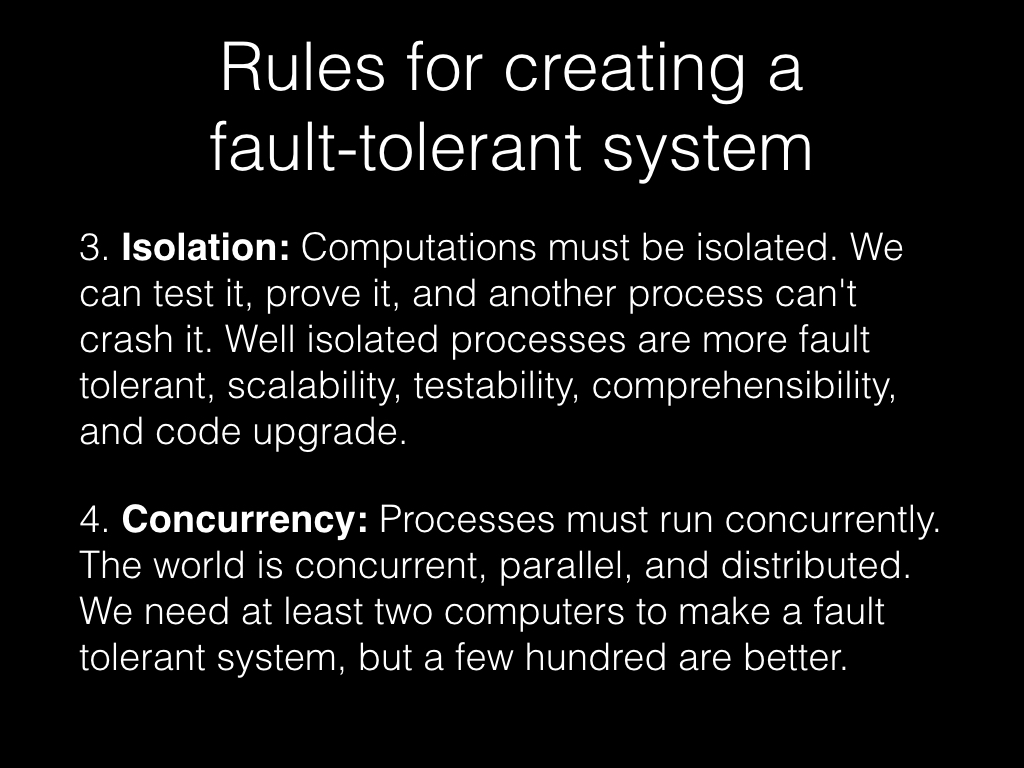 Rules for creating a
fault-tolerant system
3. Isolation: Computations must be isolated. We
can test it, prove it, and another process can't
crash it. Well isolated processes are more fault
tolerant, scalability, testability, comprehensibility,
and code upgrade.
4. Concurrency: Processes must run concurrently.
The world is concurrent, parallel, and distributed.
We need at least two computers to make a fault
tolerant system, but a few hundred are better.